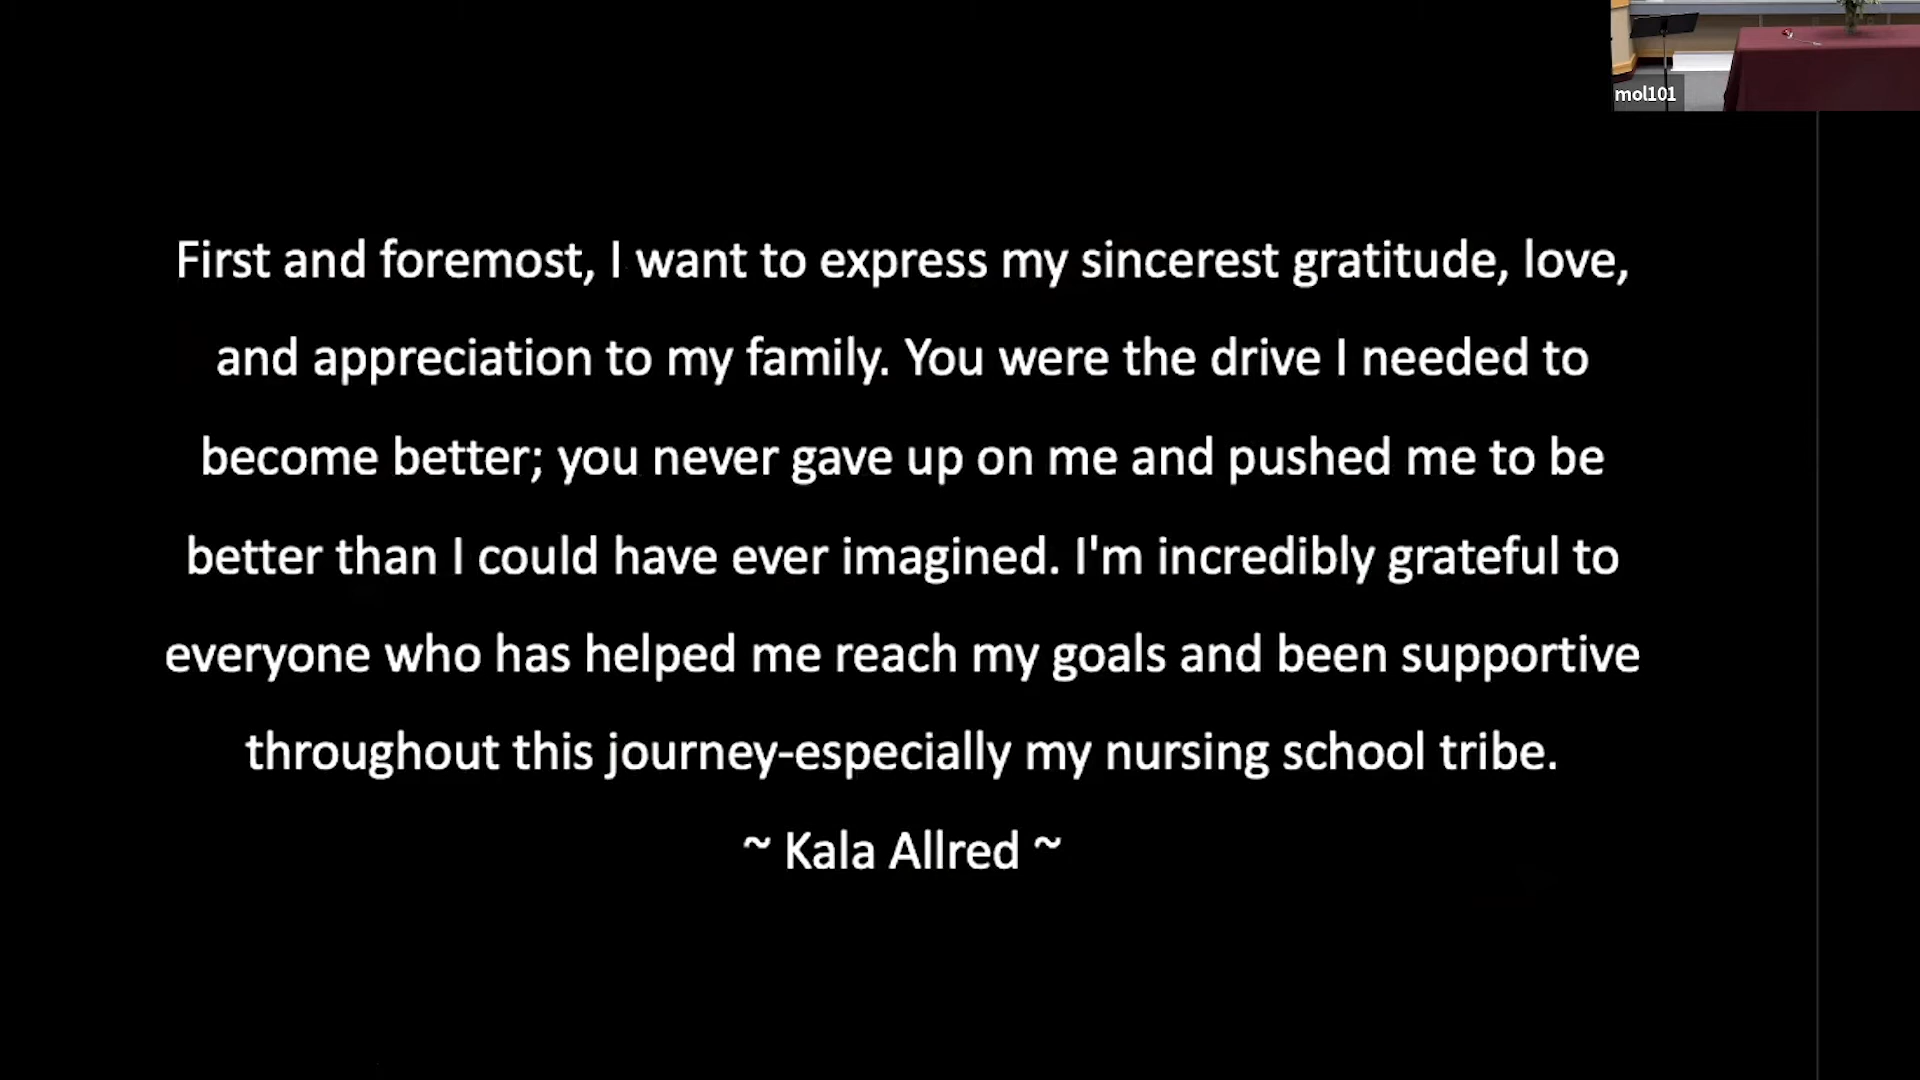 mol101
First and foremost, I want to express my sincerest gratitude, love,
and appreciation to my family. You were the drive I needed to
become better; you never gave up on me and pushed me to be
better than I could have ever imagined. I'm incredibly grateful to
everyone who has helped me reach my goals and been supportive
throughout this journey-especially my nursing school tribe.
~ Kala Allred ~